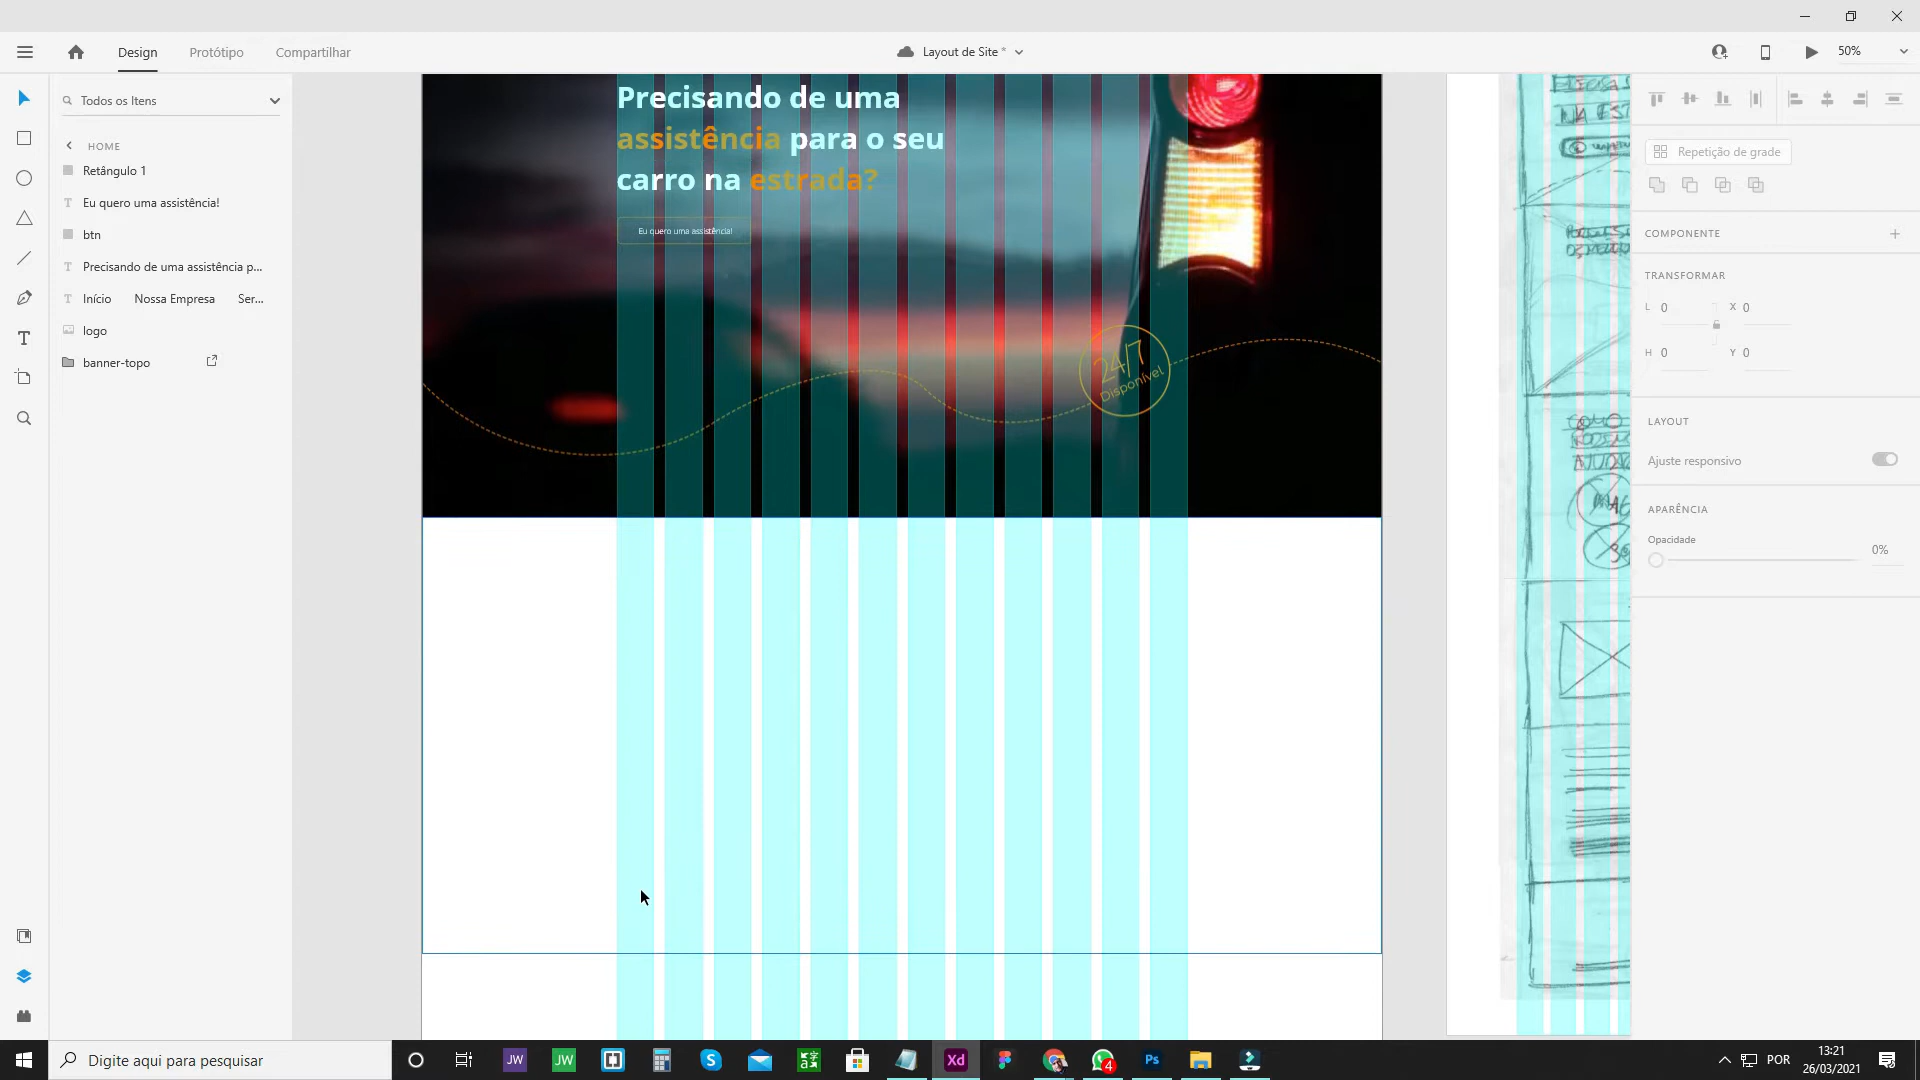 Design
Protótipo
Compartilhar
Layout de Site *
50%
Todos os Itens
HOME
Retângulo 1
Eu quero uma assistência!
btn
Precisando de uma assistência p...
Início Nossa Empresa Ser...
logo
banner-topo
Precisando de uma
assistência para o seu
carro na estrada?
Eu quero uma assistência!
24/7
Disponível
NA
COMO
Repetição de grade
COMPONENTE
TRANSFORMAR
L 0 X 0
H 0 Y 0
LAYOUT
Ajuste responsivo
APARÊNCIA
Opacidade
0%
Digite aqui para pesquisar
JW
JW
Xd
4
Ps
POR
13:21
26/03/2021